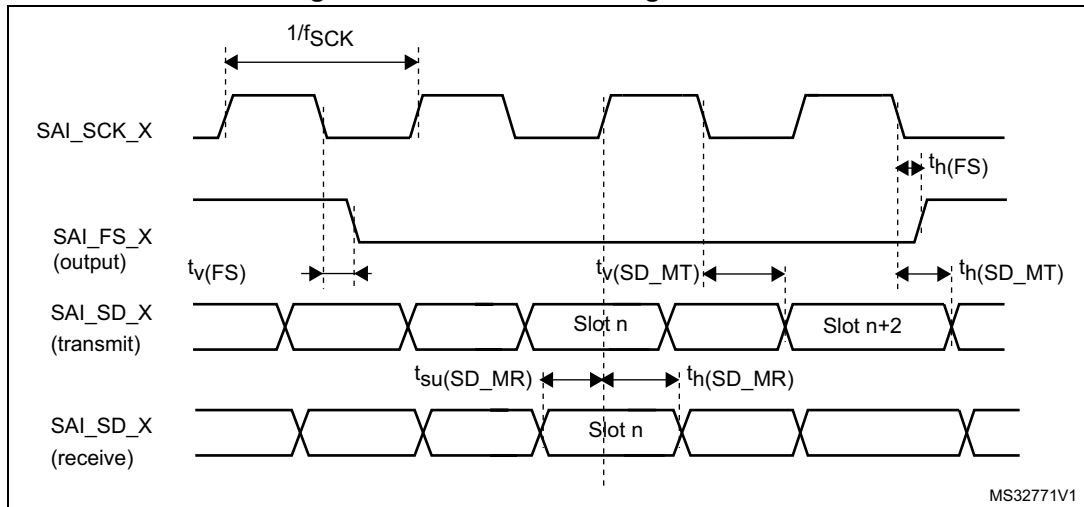 1/fSCK
SAI_SCK_X
th(FS)
SAI_FS_X
(output)
tv(FS)
tv(SD_MT)
th(SD_MT)
SAI_SD_X
(transmit)
Slot n
Slot n+2
tsu(SD_MR)
th(SD_MR)
SAI_SD_X
(receive)
Slot n
MS32771V1